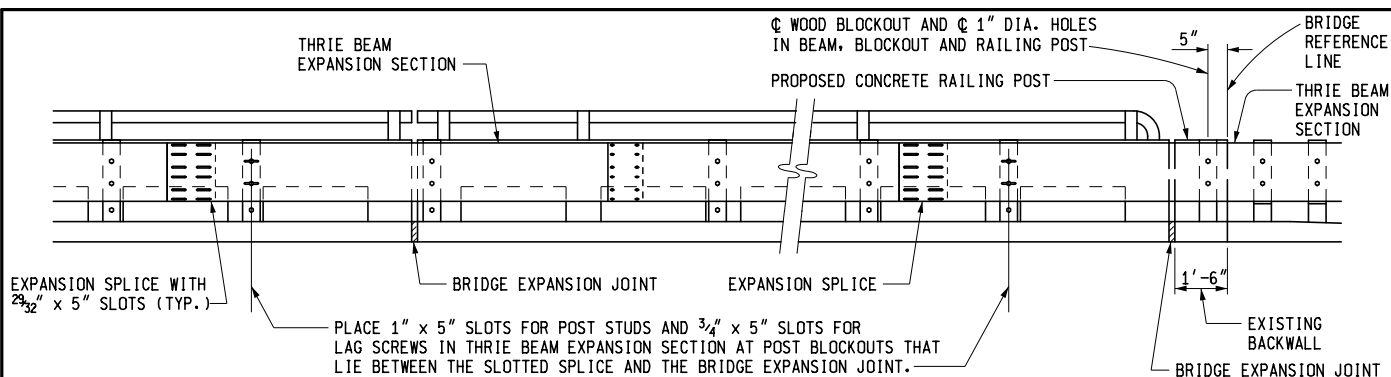 THRIE BEAM
EXPANSION SECTION
℄ WOOD BLOCKOUT AND ℄ 1" DIA. HOLES
IN BEAM, BLOCKOUT AND RAILING POST
PROPOSED CONCRETE RAILING POST
5"
BRIDGE
REFERENCE
LINE
THRIE BEAM
EXPANSION
SECTION
EXPANSION SPLICE WITH
29/32" x 5" SLOTS (TYP.)
BRIDGE EXPANSION JOINT
EXPANSION SPLICE
1'-6"
PLACE 1" x 5" SLOTS FOR POST STUDS AND 3/4" x 5" SLOTS FOR
LAG SCREWS IN THRIE BEAM EXPANSION SECTION AT POST BLOCKOUTS THAT
LIE BETWEEN THE SLOTTED SPLICE AND THE BRIDGE EXPANSION JOINT.
EXISTING
BACKWALL
BRIDGE EXPANSION JOINT